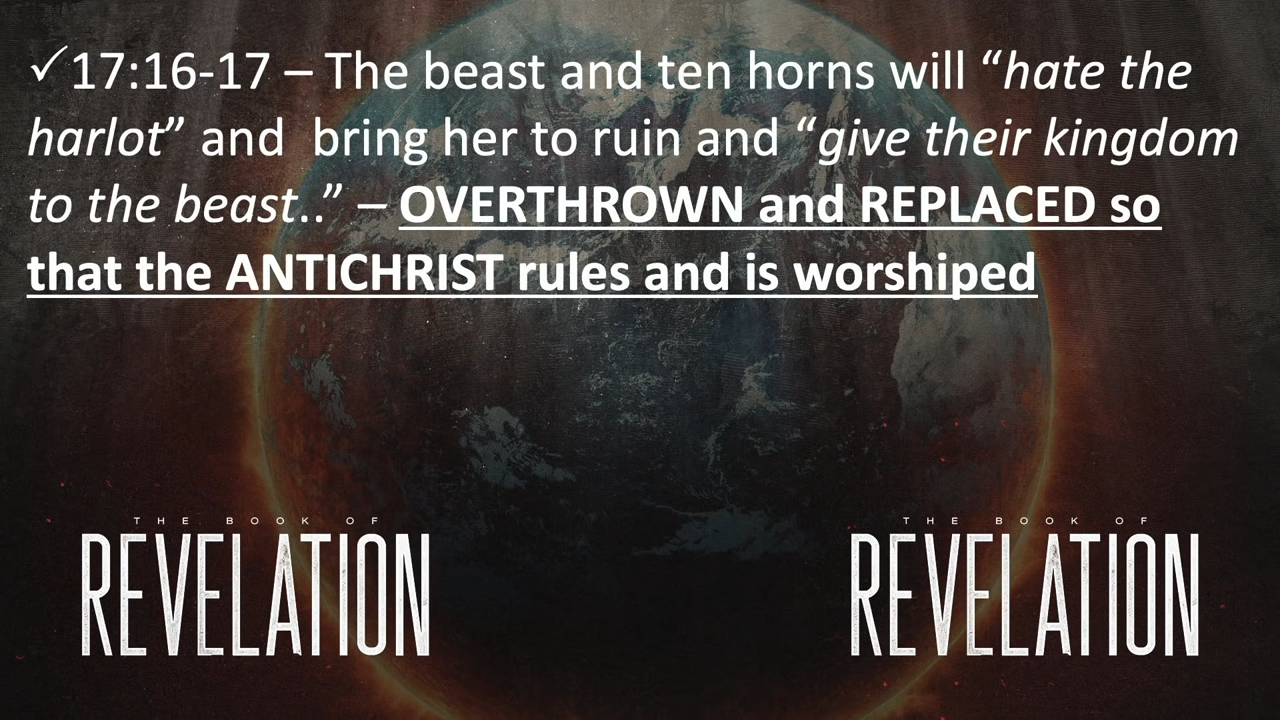 ✓17:16-17 – The beast and ten horns will “hate the
harlot” and  bring her to ruin and “give their kingdom
to the beast..” – OVERTHROWN and REPLACED so
that the ANTICHRIST rules and is worshiped
THE BOOK OF
REVELATION
THE BOOK OF
REVELATION